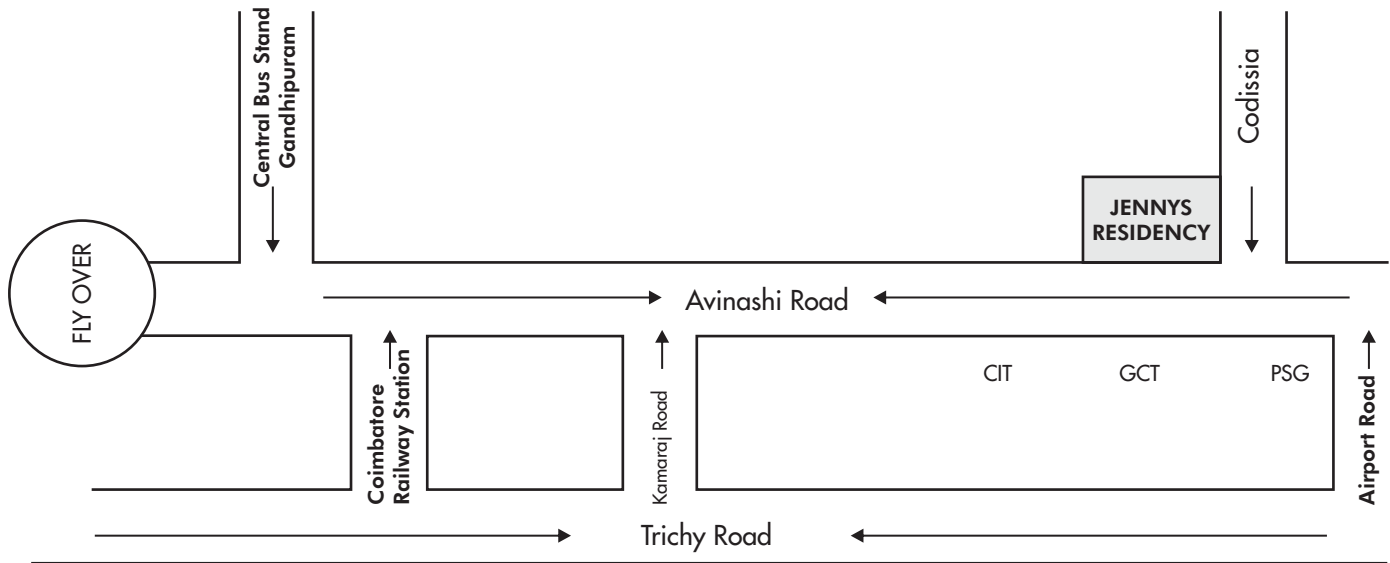 Central Bus Stand
Gandhipuram
Codissia
JENNYS
RESIDENCY
FLY OVER
Avinashi Road
Coimbatore
Railway Station
Kamaraj Road
CIT
GCT
PSG
Airport Road
Trichy Road